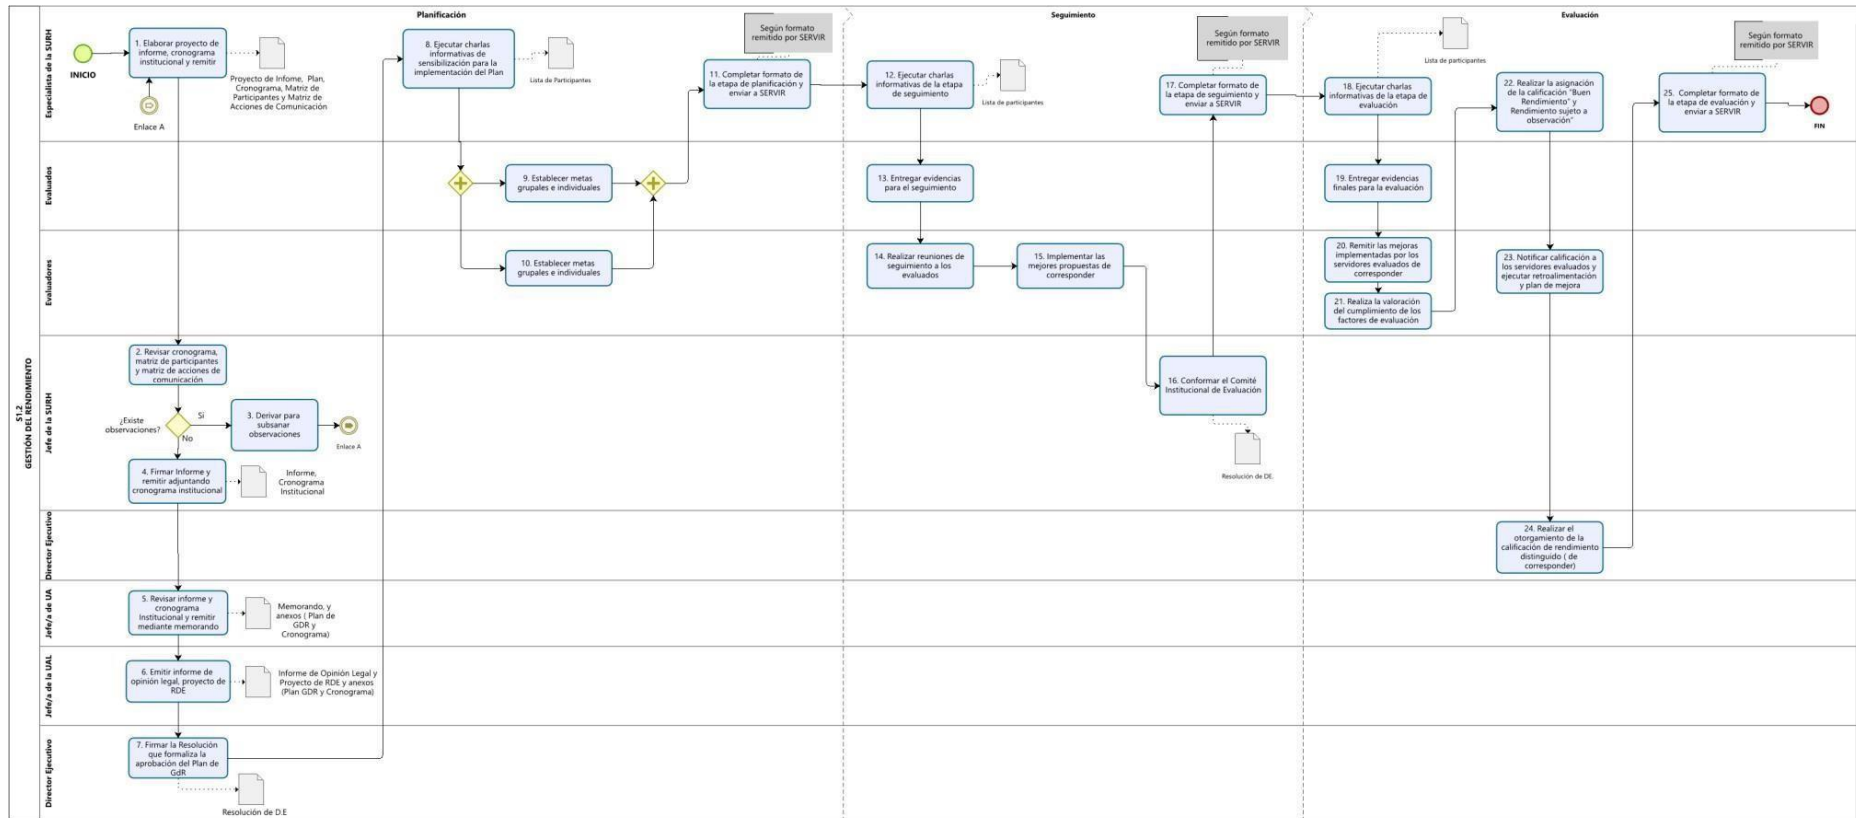 S1.2
GESTIÓN DEL RENDIMIENTO
Planificación
Seguimiento
Evaluación
Especialista de la SURH
INICIO
1. Elaborar proyecto de
informe, cronograma
institucional y remitir
Proyecto de Infome, Plan,
Cronograma, Matriz de
Participantes y Matriz de
Acciones de Comunicación
Enlace A
8. Ejecutar charlas
informativas de
sensibilización para la
implementación del Plan
Lista de Participantes
Según formato
remitido por SERVIR
11. Completar formato de
la etapa de planificación y
enviar a SERVIR
12. Ejecutar charlas
informativas de la etapa
de seguimiento
Lista de participantes
Según formato
remitido por SERVIR
17. Completar formato de
la etapa de seguimiento y
enviar a SERVIR
18. Ejecutar charlas
informativas de la etapa de
evaluación
Lista de participantes
22. Realizar la asignación
de la calificación "Buen
Rendimiento" y
Rendimiento sujeto a
observación"
Según formato
remitido por SERVIR
25. Completar formato de
la etapa de evaluación y
enviar a SERVIR
FIN
Evaluados
9. Establecer metas
grupales e individuales
13. Entregar evidencias
para el seguimiento
19. Entregar evidencias
finales para la evaluación
Evaluadores
10. Establecer metas
grupales e individuales
14. Realizar reuniones de
seguimiento a los
evaluados
15. Implementar las
mejores propuestas de
corresponder
20. Remitir las mejoras
implementadas por los
servidores evaluados de
corresponder
21. Realiza la valoración
del cumplimiento de los
factores de evaluación
23. Notificar calificación a
los servidores evaluados y
ejecutar retroalimentación
y plan de mejora
Jefe de la SURH
2. Revisar cronograma,
matriz de participantes
y matriz de acciones de
comunicación
¿Existe
observaciones?
Sí
No
3. Derivar para
subsanar
observaciones
Enlace A
4. Firmar Informe y
remitir adjuntando
cronograma institucional
Informe,
Cronograma
Institucional
16. Conformar el Comité
Institucional de Evaluación
Resolución de DE.
Director Ejecutivo
24. Realizar el
otorgamiento de la
calificación de rendimiento
distinguido ( de
corresponder)
Jefe/a de UA
5. Revisar informe y
cronograma
Institucional y remitir
mediante memorando
Memorando, y
anexos ( Plan de
GDR y
Cronograma)
Jefe/a de la UAL
6. Emitir informe de
opinión legal, proyecto de
RDE
Informe de Opinión Legal y
Proyecto de RDE y anexos
(Plan GDR y Cronograma)
Director Ejecutivo
7. Firmar la Resolución
que formaliza la
aprobación del Plan de
GdR
Resolución de D.E